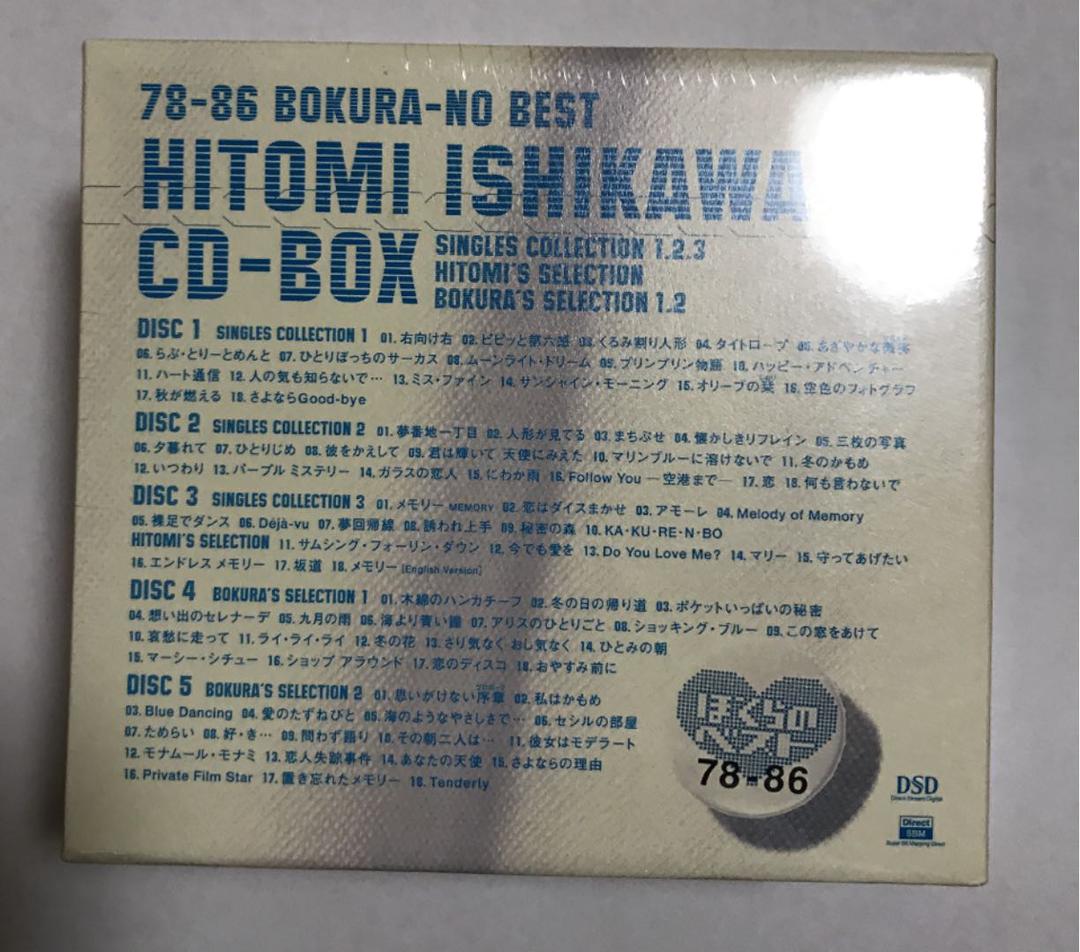 78-86 BOKURA-NO BEST
HITOMI ISHIKAWA
CD-BOX
SINGLES COLLECTION 1.2.3
HITOMI'S SELECTION
BOKURA'S SELECTION 1.2
DISC 1 SINGLES COLLECTION 1 01.右向け右 02.ピピッと第六感 03.くるみ割り人形 04.タイトロープ 05.あざやかな微笑
06.らぶ・とりーとめんと 07.ひとりぼっちのサーカス 08.ムーンライト・ドリーム 09.プリンプリン物語 10.ハッピー・アドベンチャー
11.ハート通信 12.人の気も知らないで… 13.ミス・ファイン 14.サンシャイン・モーニング 15.オリーブの栞 16.空色のフォトグラフ
17.秋が燃える 18.さよならGood-bye
DISC 2 SINGLES COLLECTION 2 01.夢番地一丁目 02.人形が見てる 03.まちぶせ 04.懐かしきリフレイン 05.三枚の写真
06.夕暮れて 07.ひとりじめ 08.彼をかえして 09.君は輝いて 天使にみえた 10.マリンブルーに溶けないで 11.冬のかもめ
12.いつわり 13.パープル ミステリー 14.ガラスの恋人 15.にわか雨 16.Follow You ―空港まで― 17.恋 18.何も言わないで
DISC 3 SINGLES COLLECTION 3 01.メモリー MEMORY 02.恋はダイスまかせ 03.アモーレ 04.Melody of Memory
05.裸足でダンス 06.Déjà-vu 07.夢回帰線 08.誘われ上手 09.秘密の森 10.KA・KU・RE・N・BO
HITOMI'S SELECTION 11.サムシング・フォーリン・ダウン 12.今でも愛を 13.Do You Love Me? 14.マリー 15.守ってあげたい
16.エンドレス メモリー 17.坂道 18.メモリー [English Version]
DISC 4 BOKURA'S SELECTION 1 01.木綿のハンカチーフ 02.冬の日の帰り道 03.ポケットいっぱいの秘密
04.想い出のセレナーデ 05.九月の雨 06.海より青い瞳 07.アリスのひとりごと 08.ショッキング・ブルー 09.この窓をあけて
10.哀愁に走って 11.ライ・ライ・ライ 12.冬の花 13.さり気なく おし気なく 14.ひとみの朝
15.マーシー・シチュー 16.ショップ アラウンド 17.恋のディスコ 18.おやすみ前に
DISC 5 BOKURA'S SELECTION 2 01.思いがけない序章 02.私はかもめ
03.Blue Dancing 04.愛のたずねびと 05.海のようなやさしさで… 06.セシルの部屋
07.ためらい 08.好・き… 09.問わず語り 10.その朝二人は… 11.彼女はモデラート
12.モナムール・モナミ 13.恋人失踪事件 14.あなたの天使 15.さよならの理由
16.Private Film Star 17.置き忘れたメモリー 18.Tenderly
ぼくらの
ベスト
78-86
DSD
Direct Stream Digital
Direct
SBM
Super Bit Mapping Direct